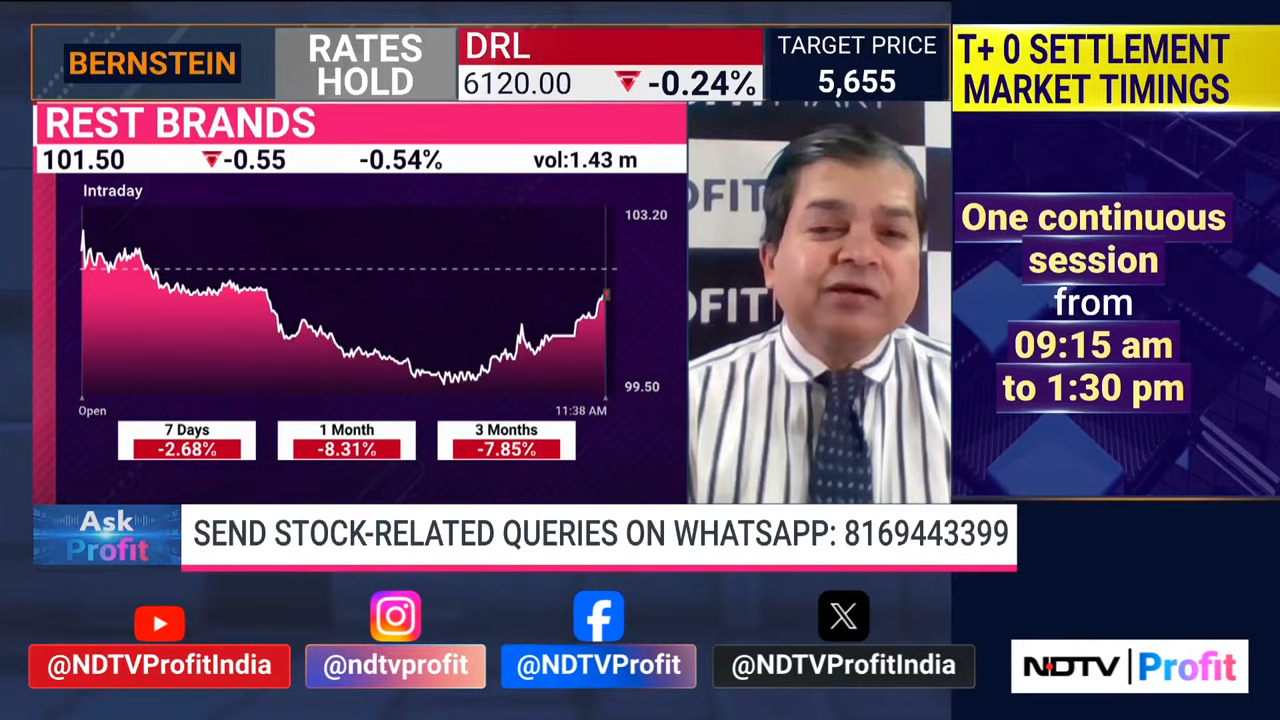 BERNSTEIN
RATES
HOLD
DRL
6120.00 -0.24%
TARGET PRICE
5,655
T+ 0 SETTLEMENT
MARKET TIMINGS
REST BRANDS
101.50 -0.55 -0.54% vol:1.43 m
Intraday
103.20
99.50
Open 11:38 AM
7 Days
-2.68%
1 Month
-8.31%
3 Months
-7.85%
OFIT
OFIT
One continuous
session
from
09:15 am
to 1:30 pm
Ask
Profit
SEND STOCK-RELATED QUERIES ON WHATSAPP: 8169443399
@NDTVProfitIndia
@ndtvprofit
@NDTVProfit
@NDTVProfitIndia
NDTV Profit